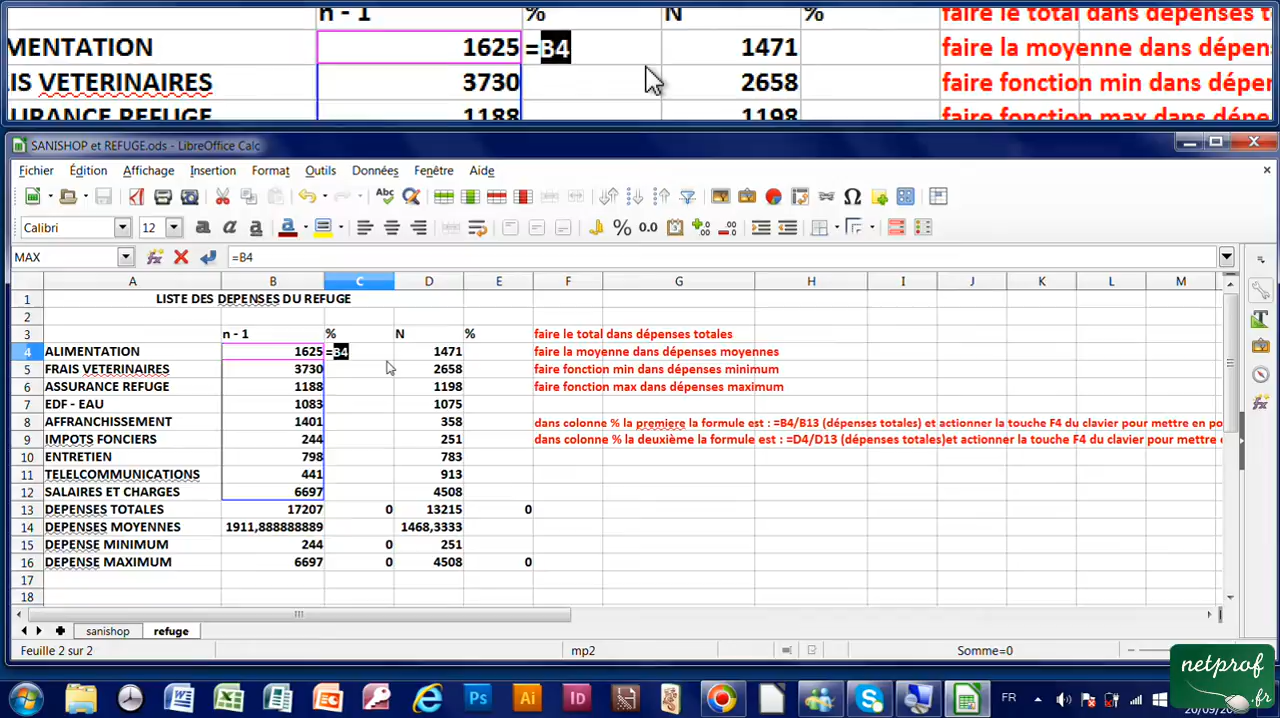 n - 1 % N % faire le total dans dépenses t
MENTATION 1625 =B4 1471 faire la moyenne dans dépens
IS VETERINAIRES 3730 2658 faire fonction min dans dépens
URANCE REFUGE 1188 1198 faire fonction max dans dépe
SANISHOP et REFUGE.ods - LibreOffice Calc
Fichier Édition Affichage Insertion Format Outils Données Fenêtre Aide
Calibri 12
MAX =B4
A B C D E F G H I J K L M
1 LISTE DES DEPENSES DU REFUGE
2
3 n - 1 % N % faire le total dans dépenses totales
4 ALIMENTATION 1625 =B4 1471 faire la moyenne dans dépenses moyennes
5 FRAIS VETERINAIRES 3730 2658 faire fonction min dans dépenses minimum
6 ASSURANCE REFUGE 1188 1198 faire fonction max dans dépenses maximum
7 EDF - EAU 1083 1075
8 AFFRANCHISSEMENT 1401 358 dans colonne % la premiere la formule est : =B4/B13 (dépenses totales) et actionner la touche F4 du clavier pour mettre en po
9 IMPOTS FONCIERS 244 251 dans colonne % la deuxième la formule est : =D4/D13 (dépenses totales)et actionner la touche F4 du clavier pour mettre e
10 ENTRETIEN 798 783
11 TELELCOMMUNICATIONS 441 913
12 SALAIRES ET CHARGES 6697 4508
13 DEPENSES TOTALES 17207 0 13215 0
14 DEPENSES MOYENNES 1911,888888889 1468,3333
15 DEPENSE MINIMUM 244 0 251
16 DEPENSE MAXIMUM 6697 0 4508 0
17
18
sanishop refuge
Feuille 2 sur 2 mp2 Somme=0
netprof
.fr
FR